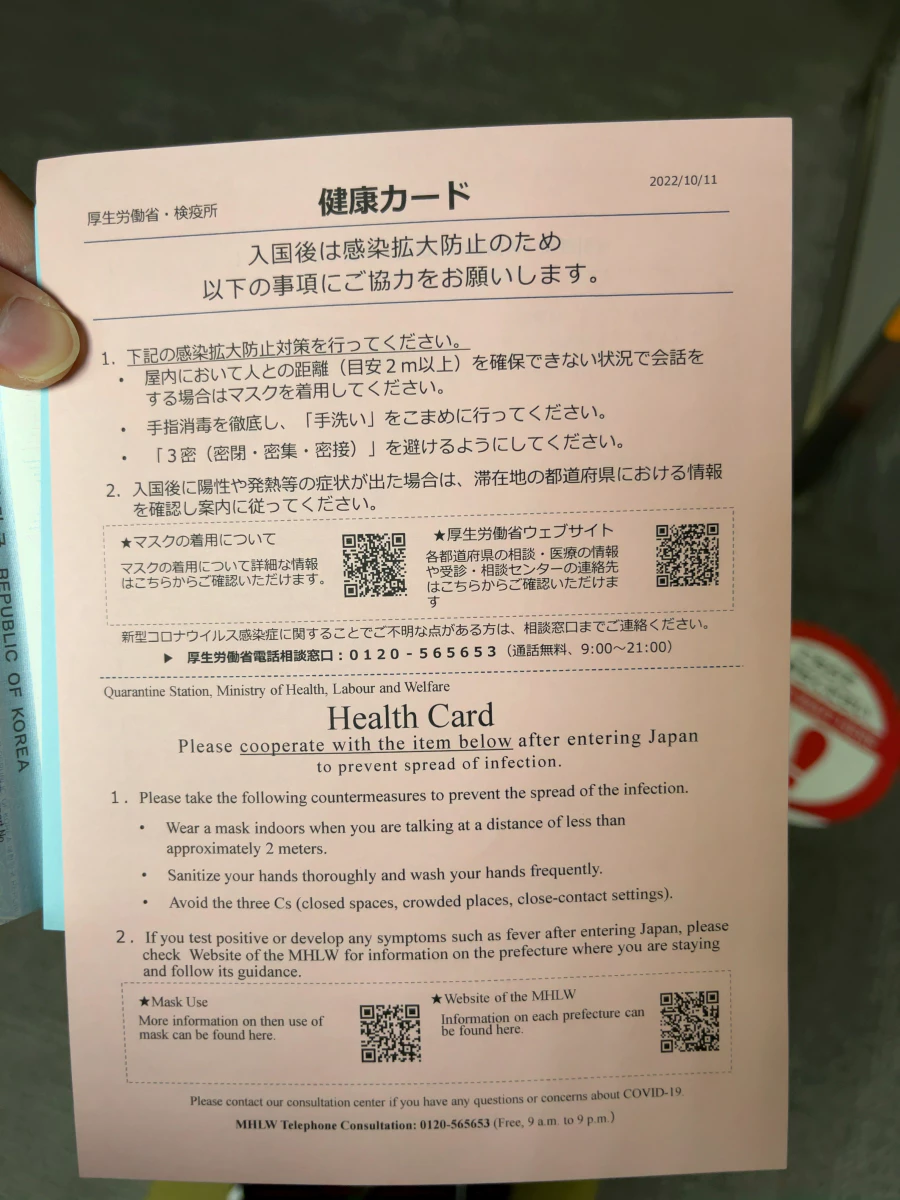 厚生労働省・検疫所
健康カード
2022/10/11
入国後は感染拡大防止のため
以下の事項にご協力をお願いします。
1. 下記の感染拡大防止対策を行ってください。
・ 屋内において人との距離（目安２ｍ以上）を確保できない状況で会話を
する場合はマスクを着用してください。
・ 手指消毒を徹底し、「手洗い」をこまめに行ってください。
・ 「３密（密閉・密集・密接）」を避けるようにしてください。
2. 入国後に陽性や発熱等の症状が出た場合は、滞在地の都道府県における情報
を確認し案内に従ってください。
★マスクの着用について
マスクの着用について詳細な情報
はこちらからご確認いただけます。
★厚生労働省ウェブサイト
各都道府県の相談・医療の情報
や受診・相談センターの連絡先
はこちらからご確認いただけま
す
新型コロナウイルス感染症に関することでご不明な点がある方は、相談窓口までご連絡ください。
▶ 厚生労働省電話相談窓口：０１２０－５６５６５３（通話無料、9:00～21:00）
Quarantine Station, Ministry of Health, Labour and Welfare
Health Card
Please cooperate with the item below after entering Japan
to prevent spread of infection.
1. Please take the following countermeasures to prevent the spread of the infection.
• Wear a mask indoors when you are talking at a distance of less than
approximately 2 meters.
• Sanitize your hands thoroughly and wash your hands frequently.
• Avoid the three Cs (closed spaces, crowded places, close-contact settings).
2. If you test positive or develop any symptoms such as fever after entering Japan, please
check Website of the MHLW for information on the prefecture where you are staying
and follow its guidance.
★Mask Use
More information on then use of
mask can be found here.
★Website of the MHLW
Information on each prefecture can
be found here.
Please contact our consultation center if you have any questions or concerns about COVID-19.
MHLW Telephone Consultation: 0120-565653 (Free, 9 a.m. to 9 p.m.)
REPUBLIC OF KOREA